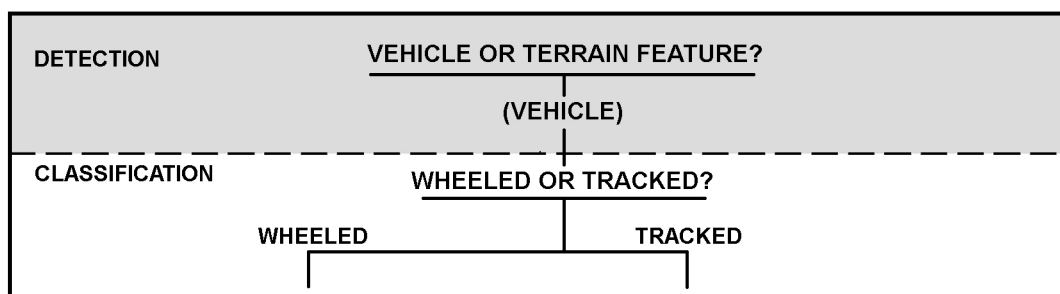 DETECTION
VEHICLE OR TERRAIN FEATURE?
(VEHICLE)
CLASSIFICATION
WHEELED OR TRACKED?
WHEELED
TRACKED